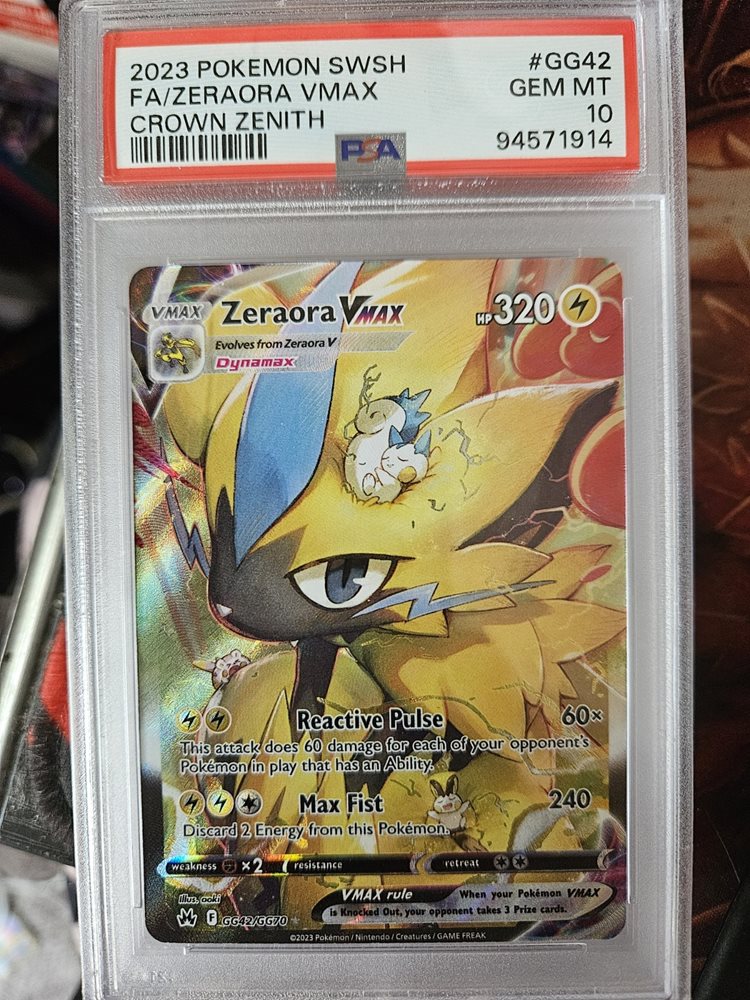 2023 POKEMON SWSH #GG42
FA/ZERAORA VMAX GEM MT
CROWN ZENITH 10
PSA 94571914
VMAX Zeraora VMAX HP 320
Evolves from Zeraora V
Dynamax
Reactive Pulse 60×
This attack does 60 damage for each of your opponent's
Pokémon in play that has an Ability.
Max Fist 240
Discard 2 Energy from this Pokémon.
weakness ×2 resistance retreat
Illus. aoki
VMAX rule When your Pokémon VMAX
is Knocked Out, your opponent takes 3 Prize cards.
F GG42/GG70
©2023 Pokémon / Nintendo / Creatures / GAME FREAK